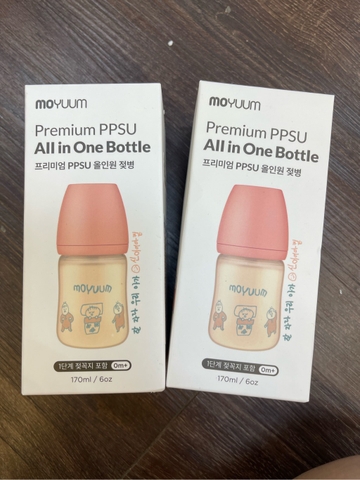 moyuum
Premium PPSU
All in One Bottle
프리미엄 PPSU 올인원 젖병
moyuum
1단계 젖꼭지 포함 0m+
170ml / 6oz
moyuum
Premium PPSU
All in One Bottle
프리미엄 PPSU 올인원 젖병
moyuum
1단계 젖꼭지 포함 0m+
170ml / 6oz